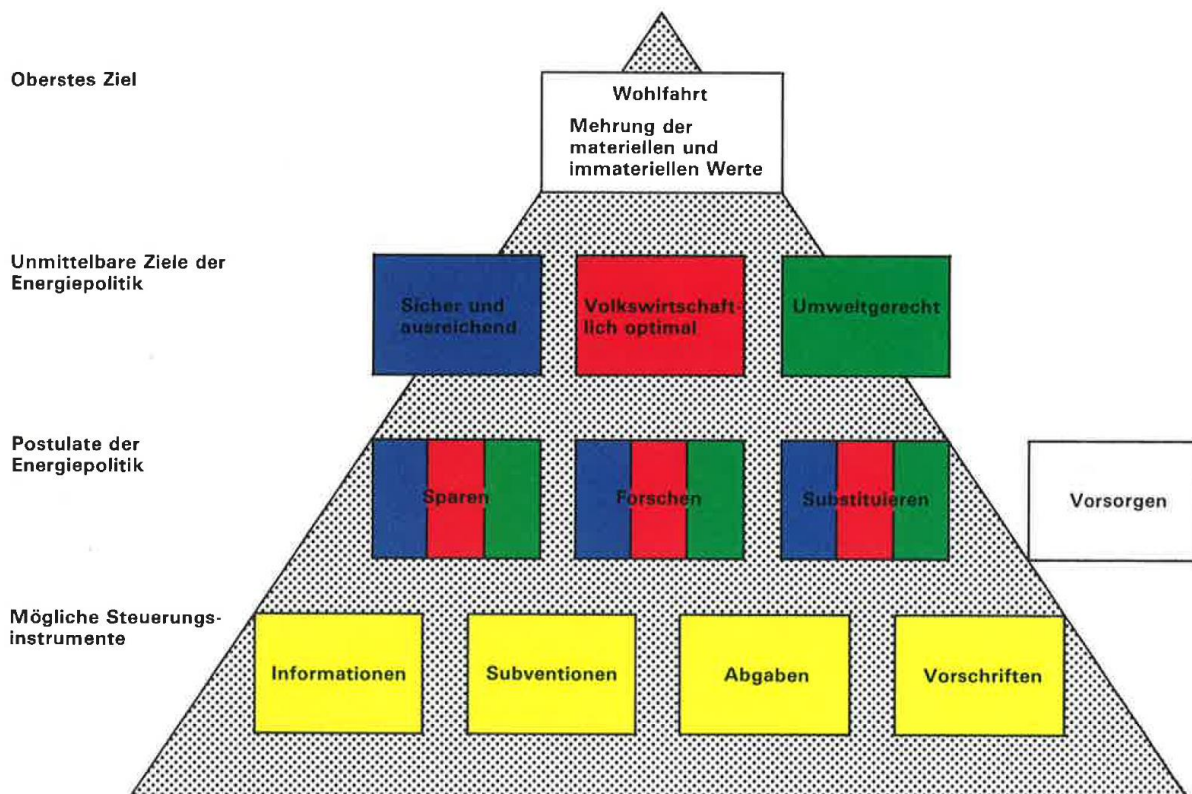 Oberstes Ziel
Wohlfahrt
Mehrung der
materiellen und
immateriellen Werte
Unmittelbare Ziele der
Energiepolitik
Sicher und
ausreichend
Volkswirtschaft-
lich optimal
Umweltgerecht
Postulate der
Energiepolitik
Sparen
Forschen
Substituieren
Vorsorgen
Mögliche Steuerungs-
instrumente
Informationen
Subventionen
Abgaben
Vorschriften